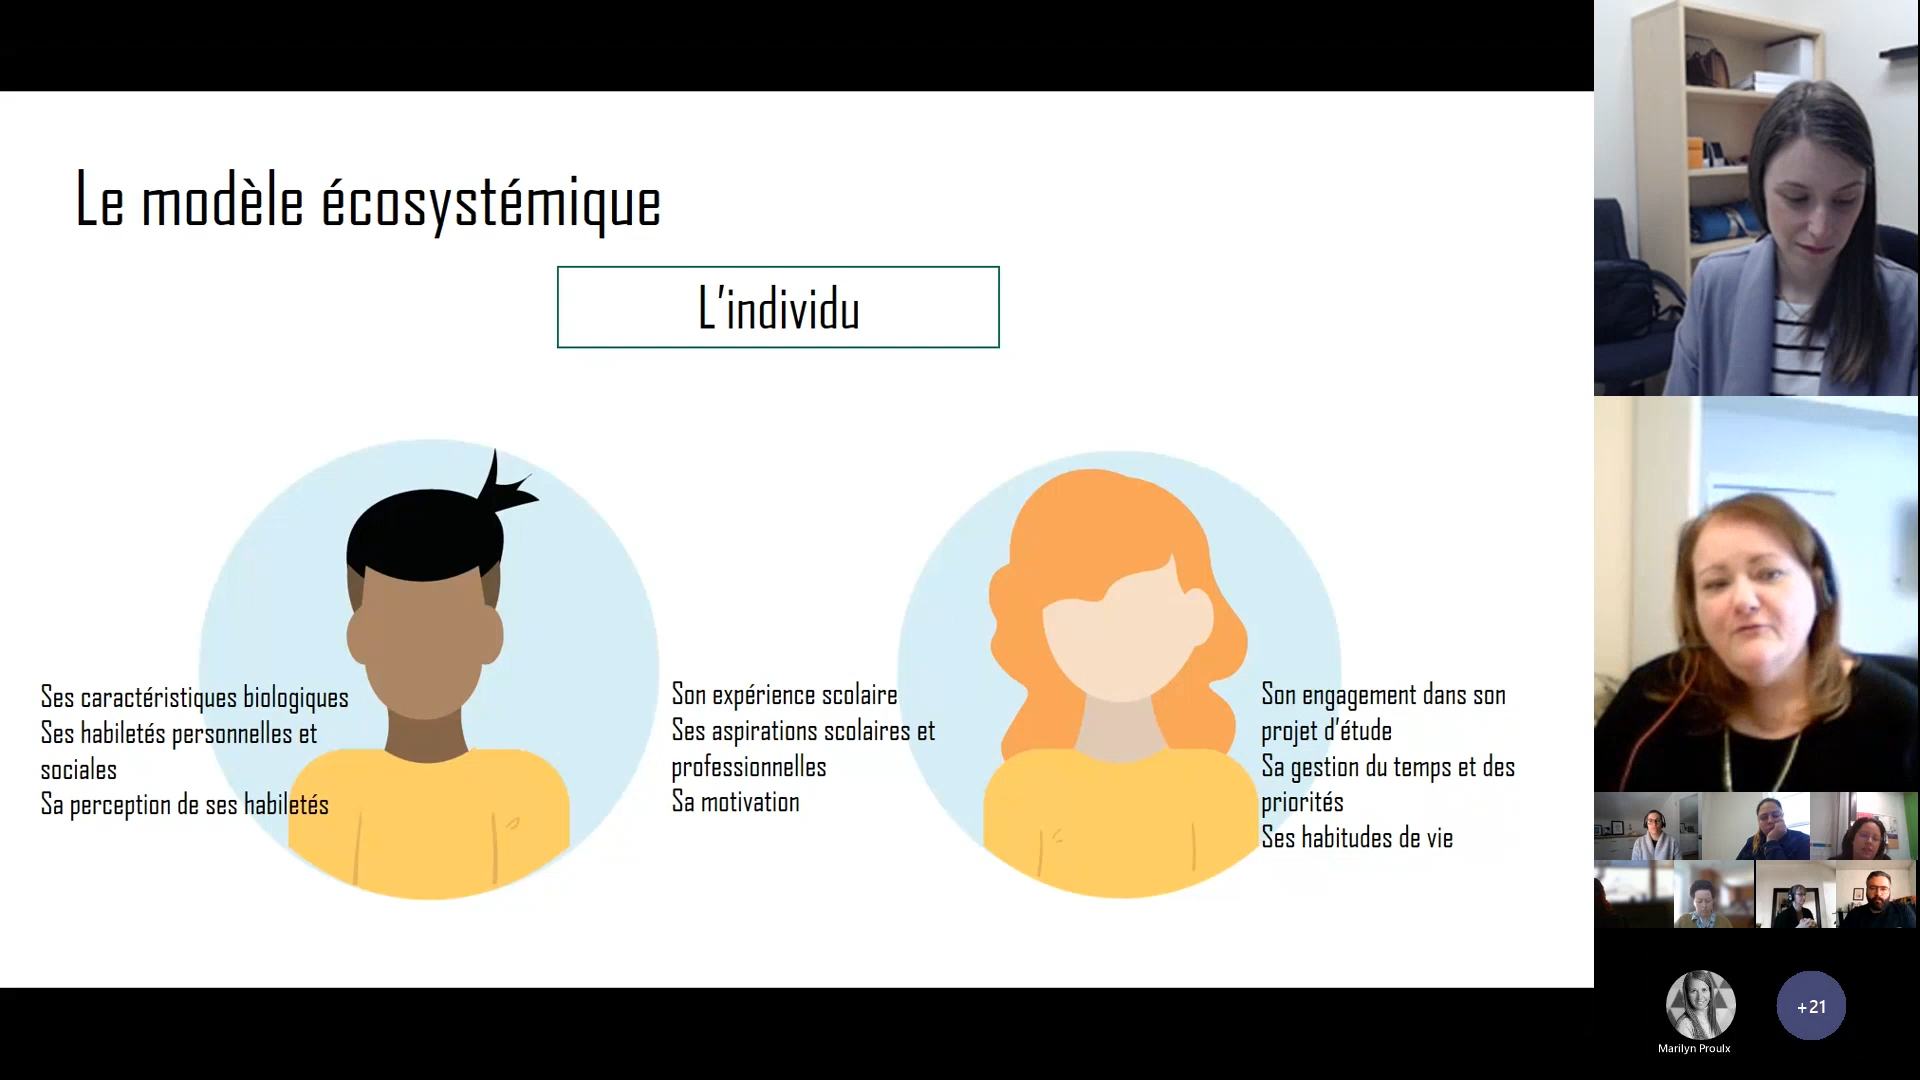 Le modèle écosystémique
L'individu
Ses caractéristiques biologiques
Ses habiletés personnelles et
sociales
Sa perception de ses habiletés
Son expérience scolaire
Ses aspirations scolaires et
professionnelles
Sa motivation
Son engagement dans son
projet d'étude
Sa gestion du temps et des
priorités
Ses habitudes de vie
+21
Marilyn Proulx